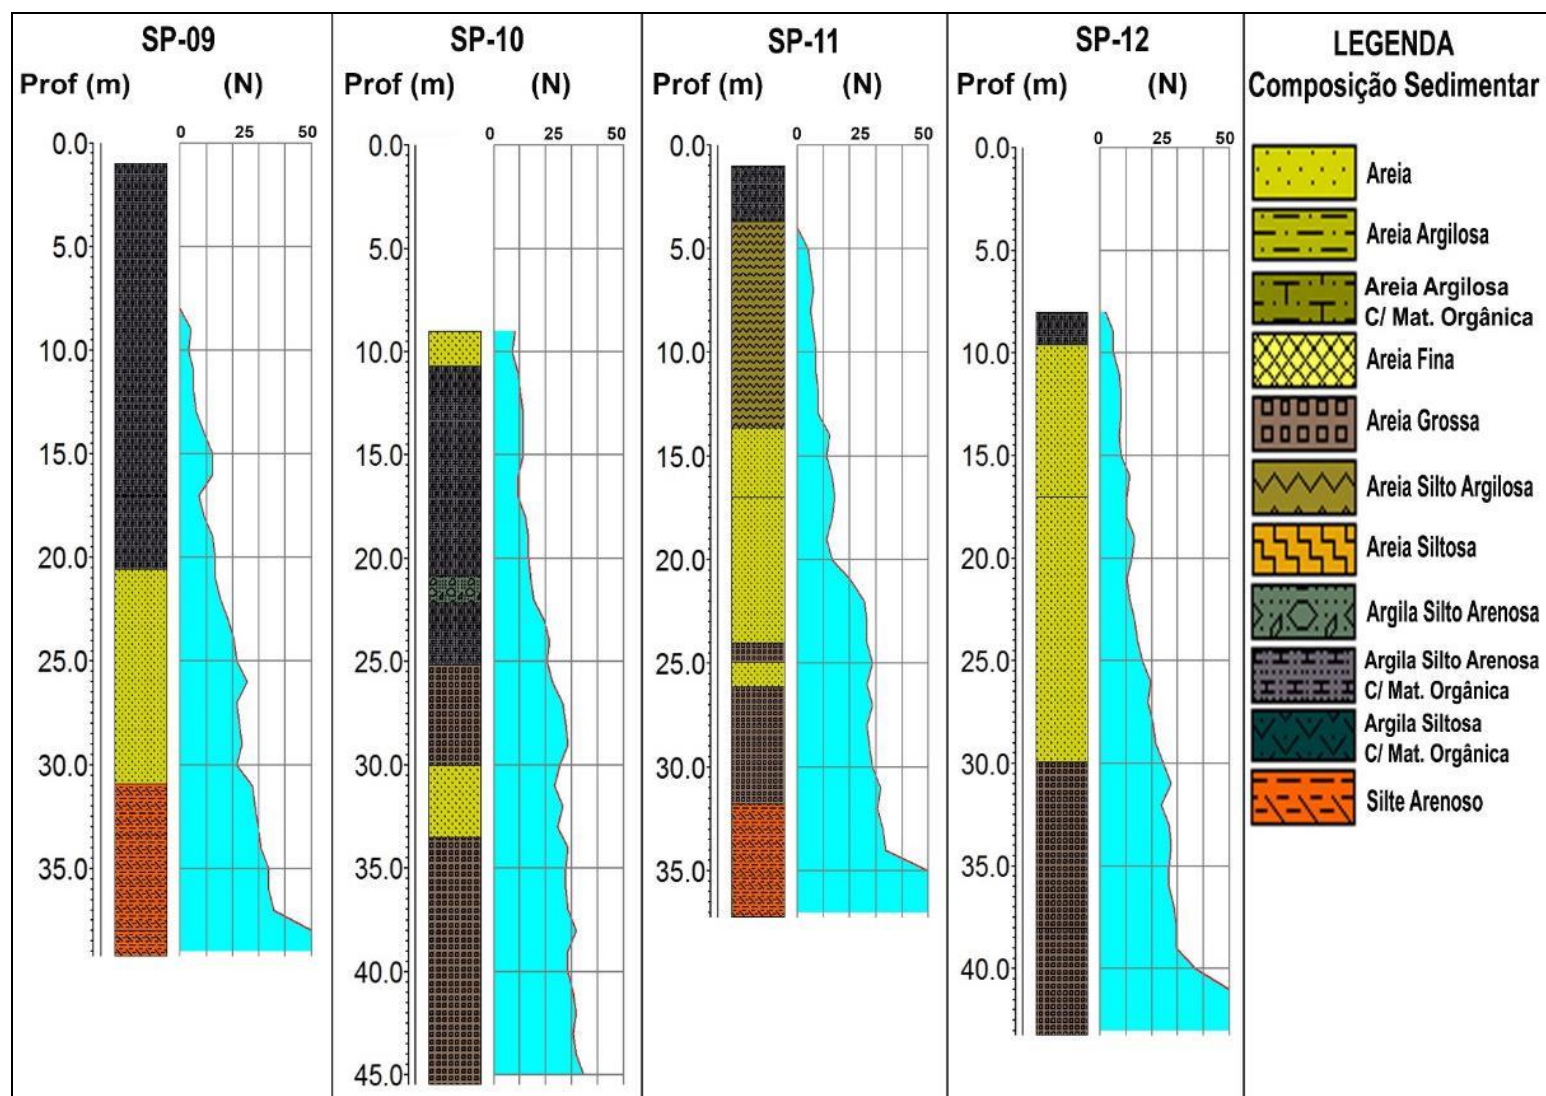 SP-09
Prof (m) (N)
0 25 50
0.0
5.0
10.0
15.0
20.0
25.0
30.0
35.0
SP-10
Prof (m) (N)
0 25 50
0.0
5.0
10.0
15.0
20.0
25.0
30.0
35.0
40.0
45.0
SP-11
Prof (m) (N)
0 25 50
0.0
5.0
10.0
15.0
20.0
25.0
30.0
35.0
SP-12
Prof (m) (N)
0 25 50
0.0
5.0
10.0
15.0
20.0
25.0
30.0
35.0
40.0
LEGENDA
Composição Sedimentar
Areia
Areia Argilosa
Areia Argilosa
C/ Mat. Orgânica
Areia Fina
Areia Grossa
Areia Silto Argilosa
Areia Siltosa
Argila Silto Arenosa
Argila Silto Arenosa
C/ Mat. Orgânica
Argila Siltosa
C/ Mat. Orgânica
Silte Arenoso